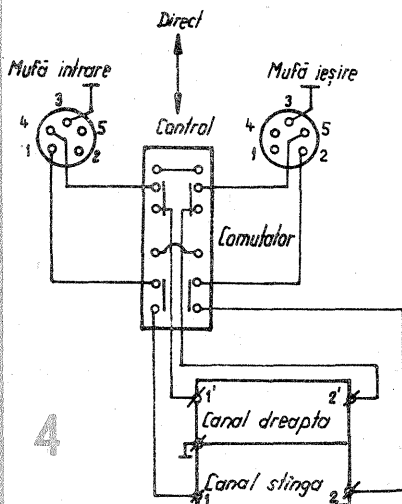 Direct
Mufă intrare
Mufă ieșire
3
3
4
5
4
5
Control
1
2
1
2
Comutator
1'
2'
Canal dreapta
4
Canal stînga
1
2